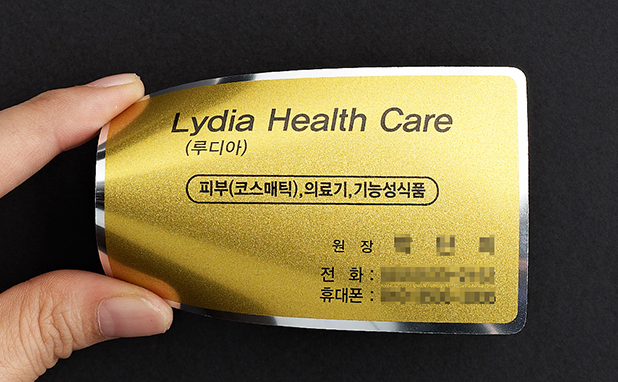 Lydia Health Care
(루디아)
피부(코스매틱),의료기,기능성식품
원 장
전 화 :
휴대폰 :